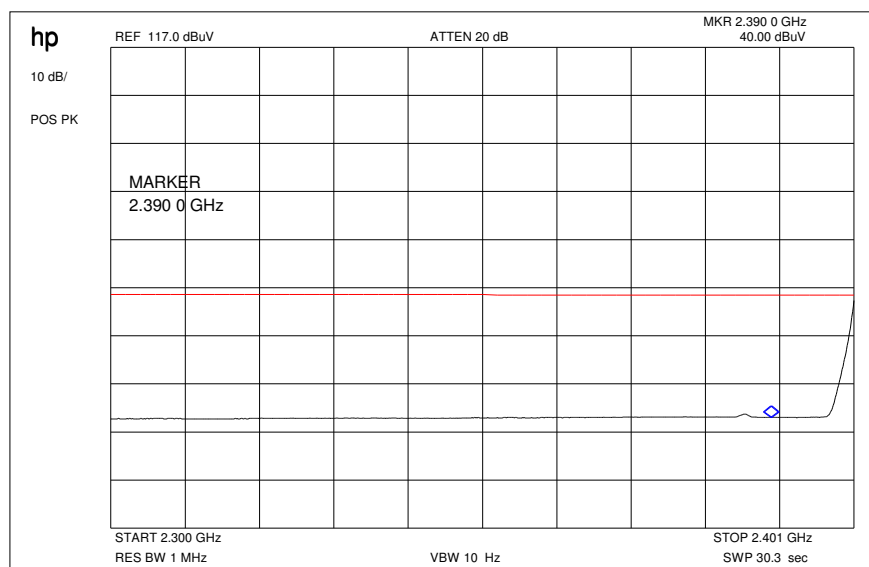 MKR 2.390 0 GHz
hp REF 117.0 dBuV ATTEN 20 dB 40.00 dBuV
10 dB/
POS PK
MARKER
2.390 0 GHz
START 2.300 GHz STOP 2.401 GHz
RES BW 1 MHz VBW 10 Hz SWP 30.3 sec